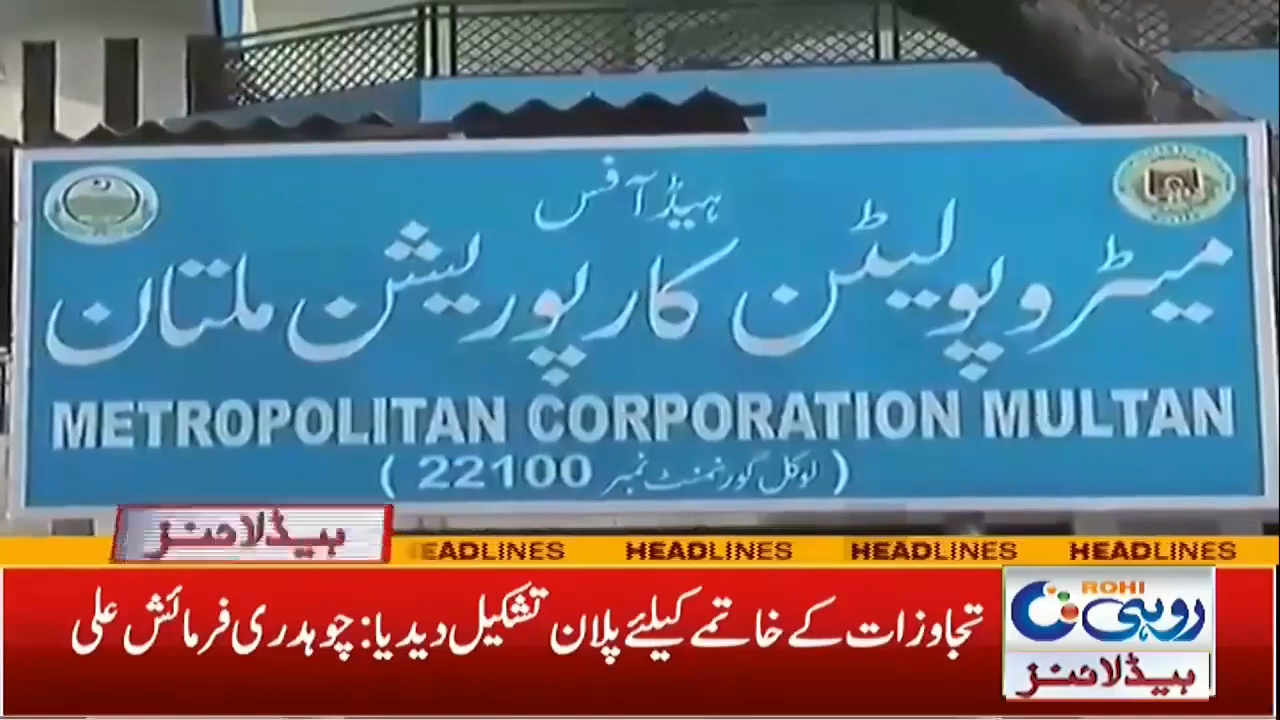 ہیڈ آفس
میٹروپولیٹن کارپوریشن ملتان
METROPOLITAN CORPORATION MULTAN
( لوکل گورنمنٹ نمبر 22100 )
ہیڈلائنز
EADLINES HEADLINES HEADLINES HEADLINES
تجاوزات کے خاتمے کیلئے پلان تشکیل دیدیا: چوہدری فرمائش علی
ROHI
روہی
ہیڈلائنز